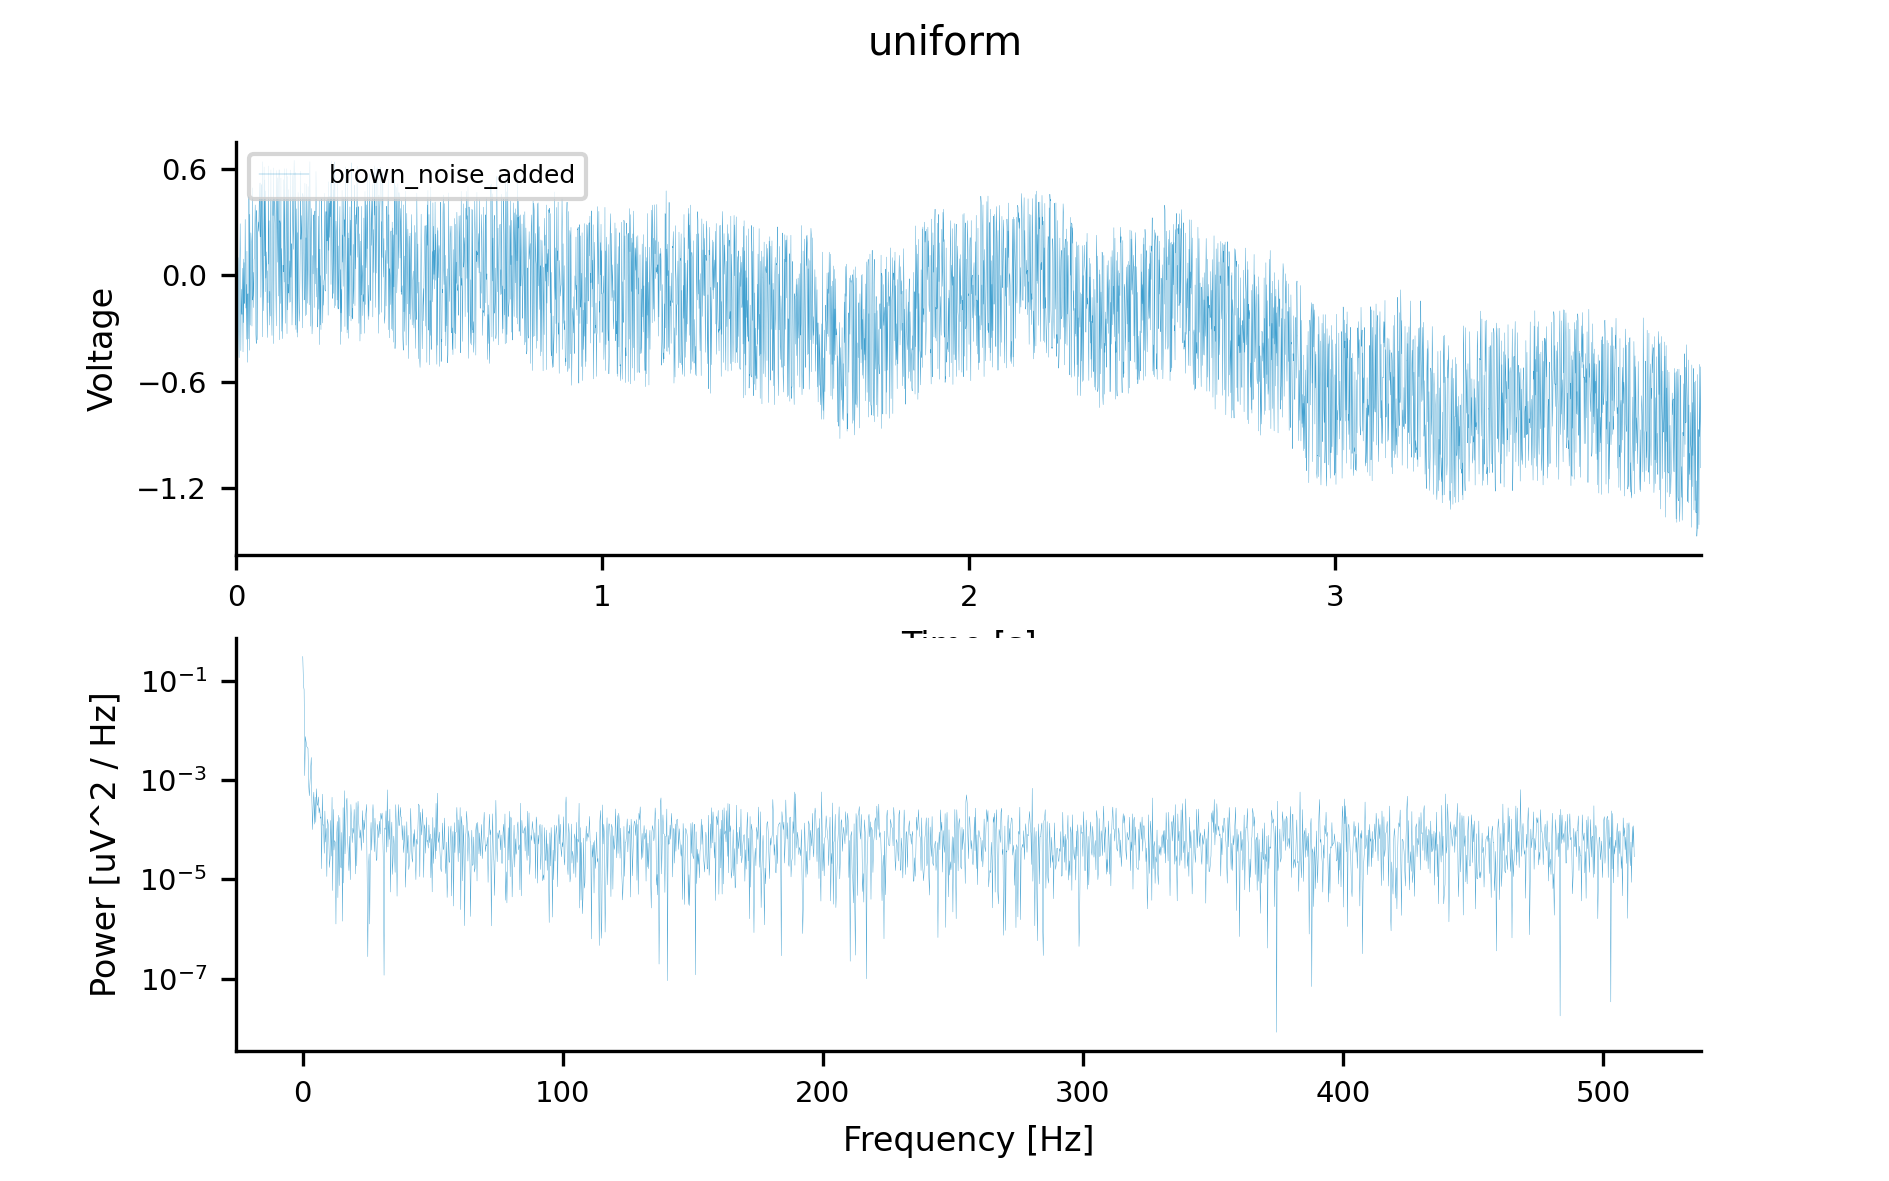 uniform
brown_noise_added
Voltage
0.6
0.0
−0.6
−1.2
0 1 2 3
Time [s]
Power [uV^2 / Hz]
10⁻¹
10⁻³
10⁻⁵
10⁻⁷
0 100 200 300 400 500
Frequency [Hz]